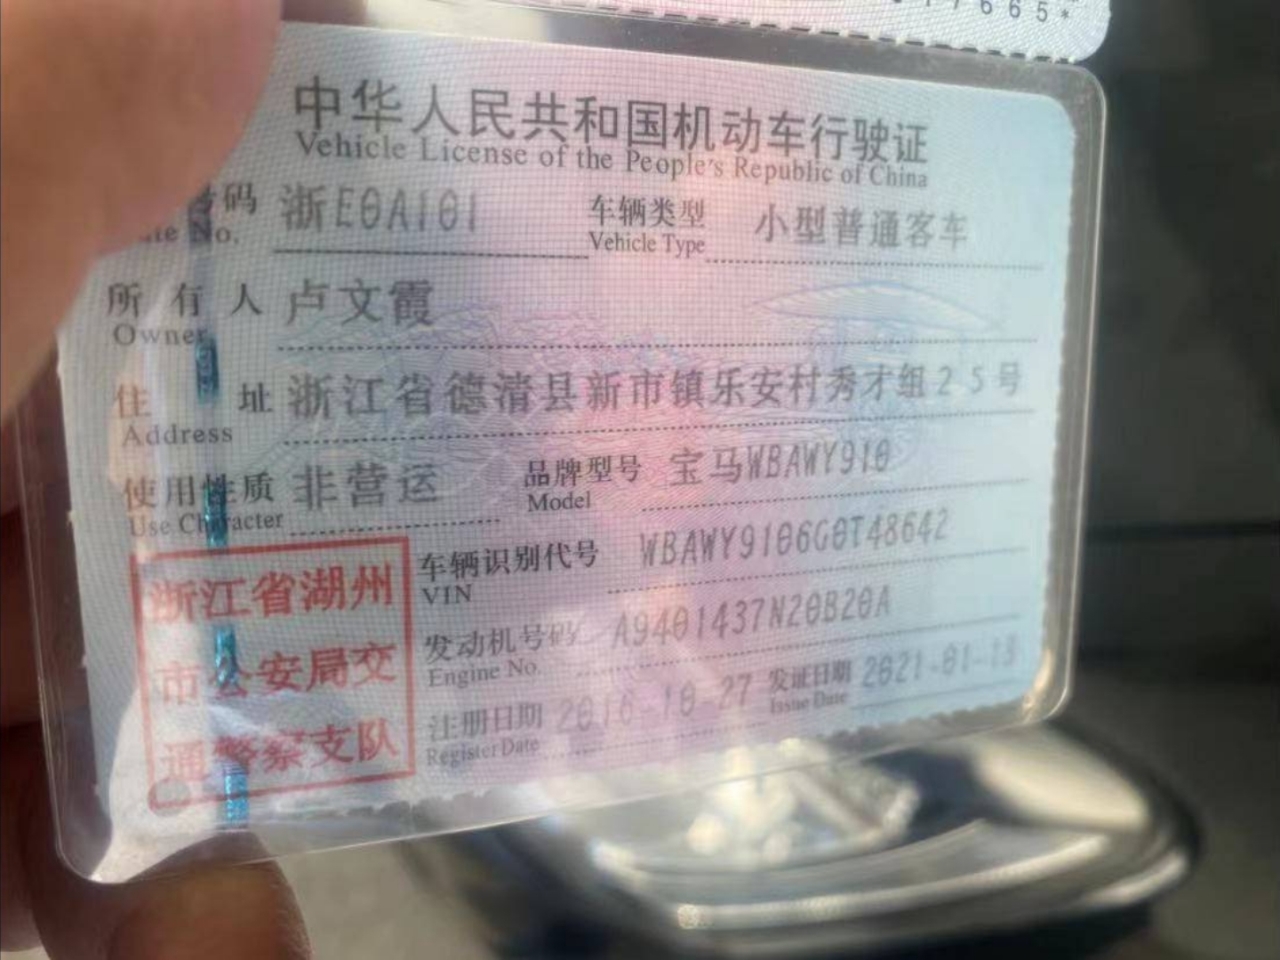 17665*
中华人民共和国机动车行驶证
Vehicle License of the People's Republic of China
号码 浙E0A101 车辆类型 小型普通客车
No. Vehicle Type
所有人 卢文霞
Owner
住址 浙江省德清县新市镇乐安村秀才组25号
Address
使用性质 非营运 品牌型号 宝马WBAWY910
Use Character Model
浙江省湖州
市公安局交
通警察支队
车辆识别代号 WBAWY9106G0T48642
VIN
发动机号码 A9401437N20B20A
Engine No.
注册日期 2016-10-27 发证日期 2021-01-13
Register Date Issue Date